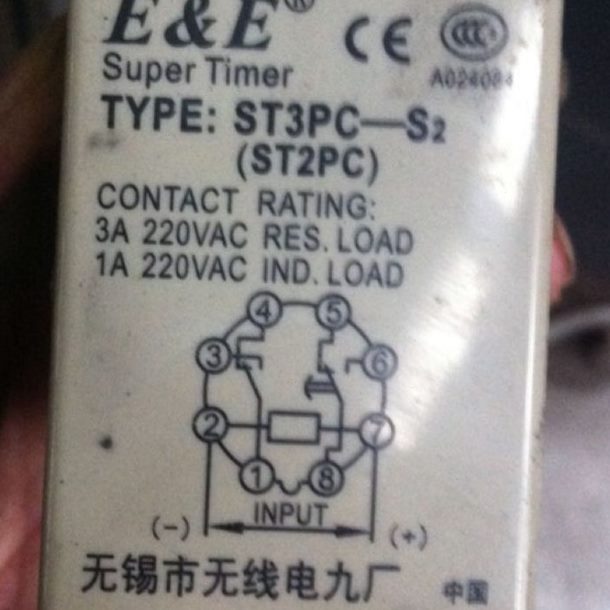 E&E®
CE CCC
Super Timer
A024084
TYPE: ST3PC—S2
(ST2PC)
CONTACT RATING:
3A 220VAC RES. LOAD
1A 220VAC IND. LOAD
4 5
3 6
2 7
1 8
INPUT
(-) (+)
无锡市无线电九厂 中国